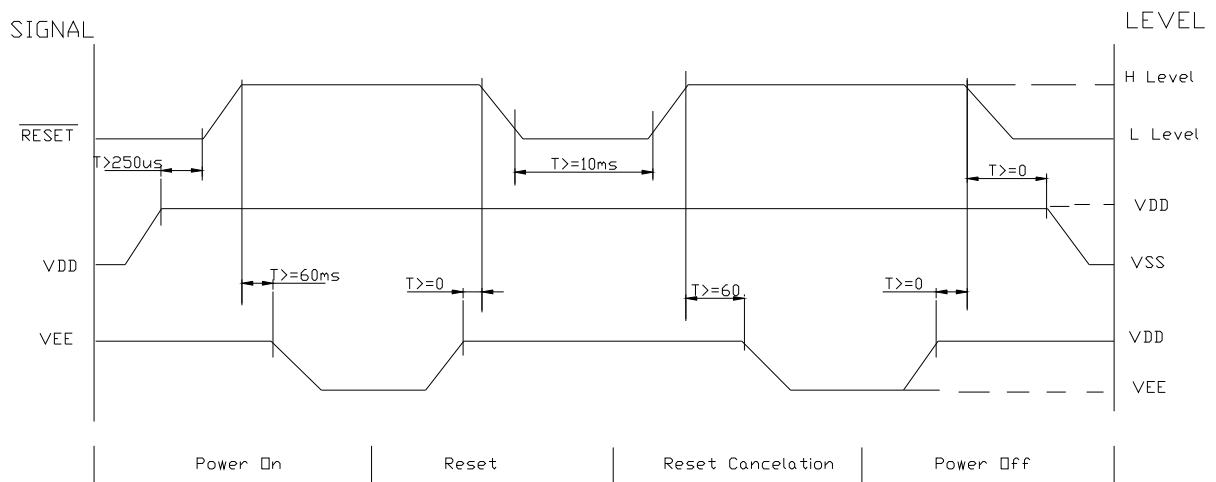 SIGNAL
LEVEL
H Level
RESET
L Level
T>250us
T>=10ms
T>=0
VDD
VDD
VSS
T>=60ms
T>=0
T>=60
T>=0
VEE
VDD
VEE
Power On
Reset
Reset Cancelation
Power Off